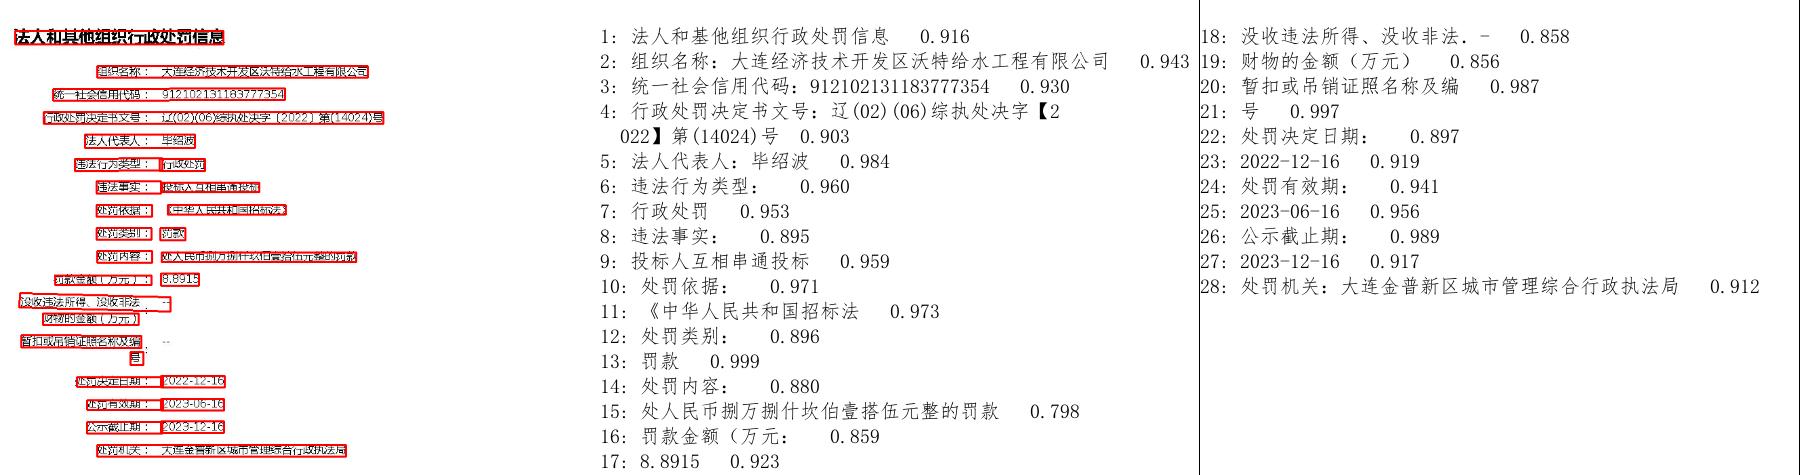 法人和其他组织行政处罚信息
组织名称： 大连经济技术开发区沃特给水工程有限公司
统一社会信用代码： 912102131183777354
行政处罚决定书文号： 辽(02)(06)综执处决字〔2022〕第(14024)号
法人代表人： 毕绍波
违法行为类型： 行政处罚
违法事实： 投标人互相串通投标
处罚依据： 《中华人民共和国招标法》
处罚类别： 罚款
处罚内容： 处人民币捌万捌仟玖佰壹拾伍元整的罚款
罚款金额（万元）： 8.8915
没收违法所得、没收非法 --
财物的金额（万元）：
暂扣或吊销证照名称及编 --
号：
处罚决定日期： 2022-12-16
处罚有效期： 2023-06-16
公示截止期： 2023-12-16
处罚机关： 大连金普新区城市管理综合行政执法局
1: 法人和基他组织行政处罚信息 0.916
2: 组织名称: 大连经济技术开发区沃特给水工程有限公司 0.943
3: 统一社会信用代码: 912102131183777354 0.930
4: 行政处罚决定书文号: 辽(02)(06)综执处决字【2
022】第(14024)号 0.903
5: 法人代表人: 毕绍波 0.984
6: 违法行为类型: 0.960
7: 行政处罚 0.953
8: 违法事实: 0.895
9: 投标人互相串通投标 0.959
10: 处罚依据: 0.971
11: 《中华人民共和国招标法 0.973
12: 处罚类别: 0.896
13: 罚款 0.999
14: 处罚内容: 0.880
15: 处人民币捌万捌什坎伯壹搭伍元整的罚款 0.798
16: 罚款金额（万元: 0.859
17: 8.8915 0.923
18: 没收违法所得、没收非法. - 0.858
19: 财物的金额（万元） 0.856
20: 暂扣或吊销证照名称及编 0.987
21: 号 0.997
22: 处罚决定日期: 0.897
23: 2022-12-16 0.919
24: 处罚有效期: 0.941
25: 2023-06-16 0.956
26: 公示截止期: 0.989
27: 2023-12-16 0.917
28: 处罚机关: 大连金普新区城市管理综合行政执法局 0.912